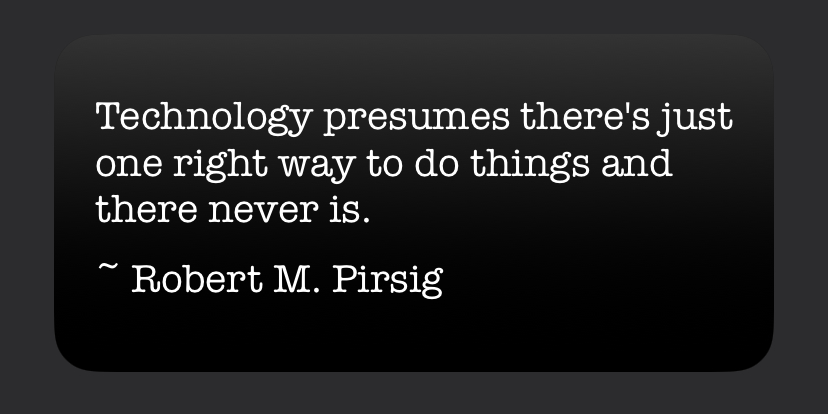 Technology presumes there's just
one right way to do things and
there never is.
~ Robert M. Pirsig